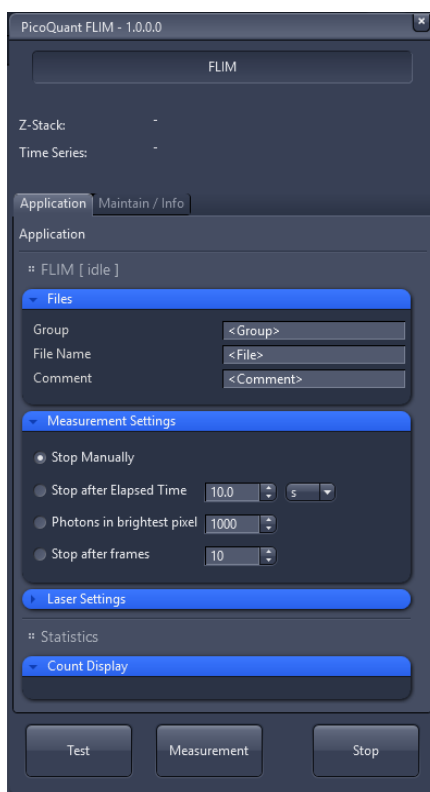 PicoQuant FLIM - 1.0.0.0
FLIM
Z-Stack: -
Time Series: -
Application Maintain / Info
Application
FLIM [ idle ]
Files
Group <Group>
File Name <File>
Comment <Comment>
Measurement Settings
Stop Manually
Stop after Elapsed Time 10.0 s
Photons in brightest pixel 1000
Stop after frames 10
Laser Settings
Statistics
Count Display
Test Measurement Stop